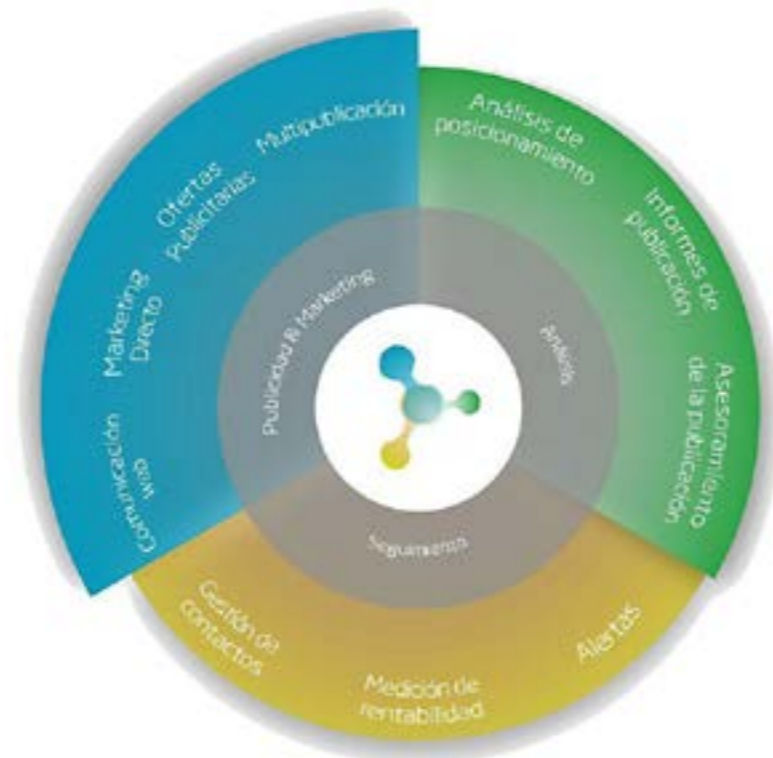 Multipublicación
Ofertas
Publicitarias
Marketing
Directo
Comunicación
web
Publicidad & Marketing
Análisis de
posicionamiento
Informes de
publicación
Asesoramiento
de la publicación
análisis
Alertas
Medición de
rentabilidad
Gestión de
contactos
Seguimiento